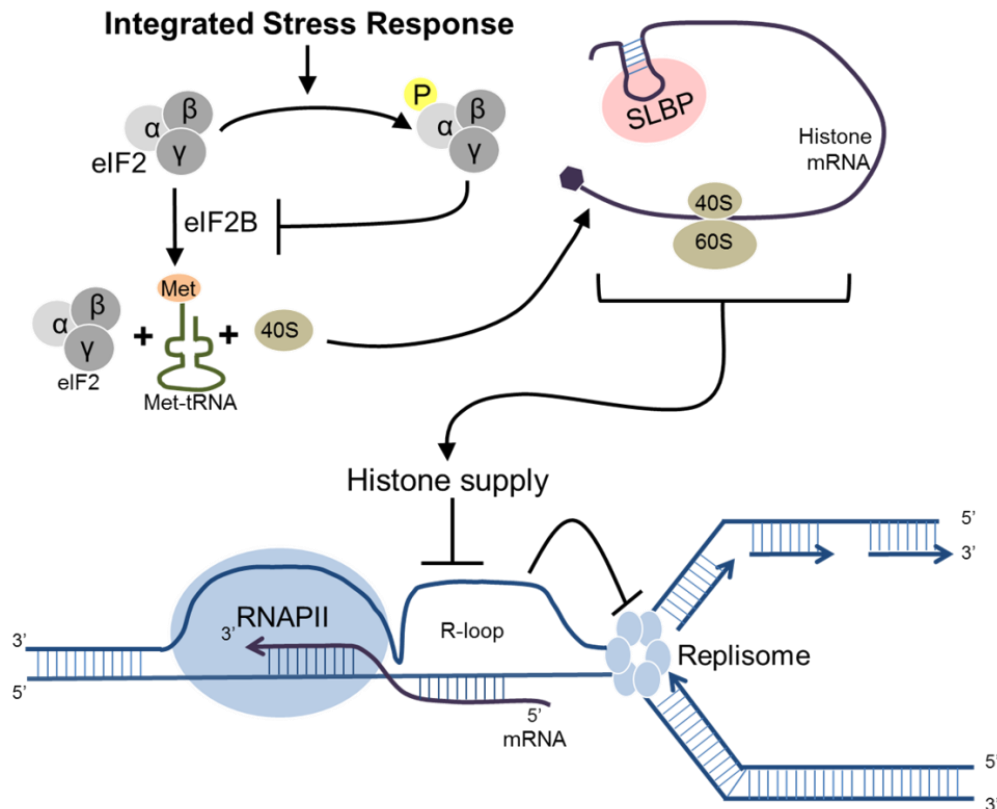 Integrated Stress Response
P
α
β
γ
eIF2
α
β
γ
eIF2B
SLBP
Histone
mRNA
40S
60S
Met
α
β
γ
+
+
40S
eIF2
Met-tRNA
Histone supply
5’
3’
RNAPII
3’
R-loop
Replisome
3’
5’
5’
mRNA
5’
3’